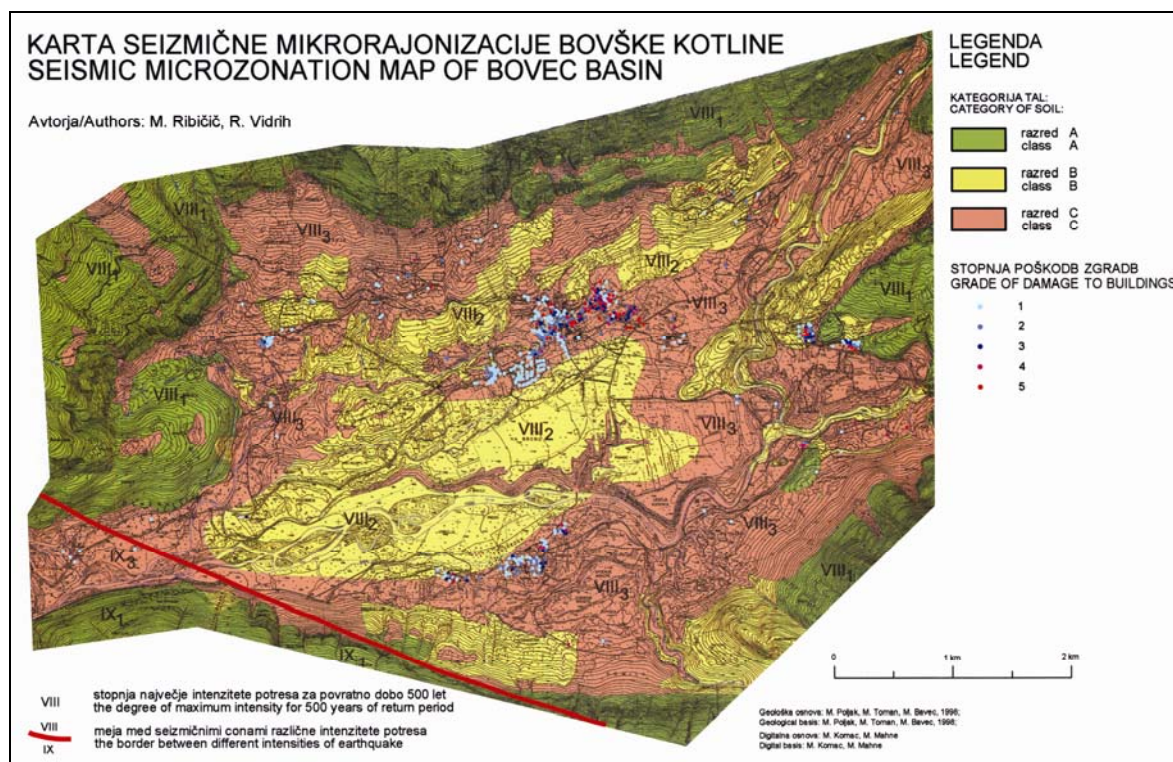 KARTA SEIZMIČNE MIKRORAJONIZACIJE BOVŠKE KOTLINE
SEISMIC MICROZONATION MAP OF BOVEC BASIN
Avtorja/Authors: M. Ribičič, R. Vidrih
LEGENDA
LEGEND
KATEGORIJA TAL:
CATEGORY OF SOIL:
razred A
class A
razred B
class B
razred C
class C
STOPNJA POŠKODB ZGRADB
GRADE OF DAMAGE TO BUILDINGS
1
2
3
4
5
VIII1
VIII3
VIII1
VIII3
VIII1
VIII2
VIII1
VIII2
VIII3
VIII1
VIII3
VIII2
VIII3
VIII2
VIII3
IX3
VIII3
VIII1
IX1
IX1
0 1 km 2 km
VIII
stopnja največje intenzitete potresa za povratno dobo 500 let
the degree of maximum intensity for 500 years of return period
VIII
IX
meja med seizmičnimi conami različne intenzitete potresa
the border between different intensities of earthquake
Geološka osnova: M. Poljak, M. Toman, M. Bavec, 1998;
Geological basis: M. Poljak, M. Toman, M. Bavec, 1998;
Digitalna osnova: M. Komac, M. Mahne
Digital basis: M. Komac, M. Mahne